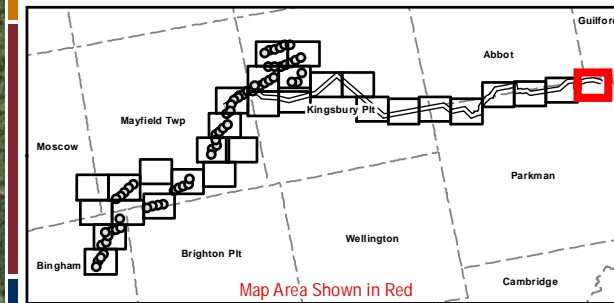 Guilford
Abbot
Kingsbury Plt
Mayfield Twp
Moscow
Parkman
Wellington
Brighton Plt
Bingham
Cambridge
Map Area Shown in Red